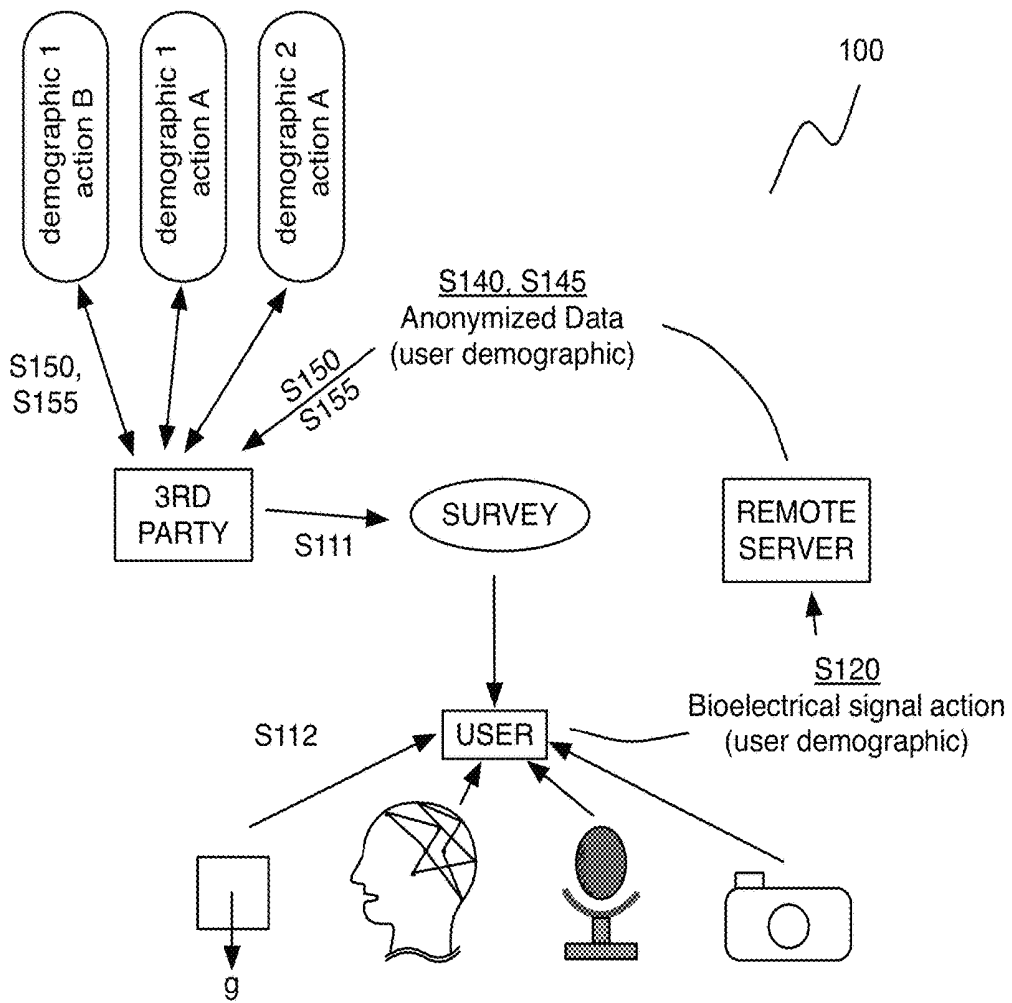 demographic 1
action B
demographic 1
action A
demographic 2
action A
100
S140, S145
Anonymized Data
(user demographic)
S150,
S155
S150
S155
3RD
PARTY
S111
SURVEY
REMOTE
SERVER
S120
Bioelectrical signal action
(user demographic)
S112
USER
g